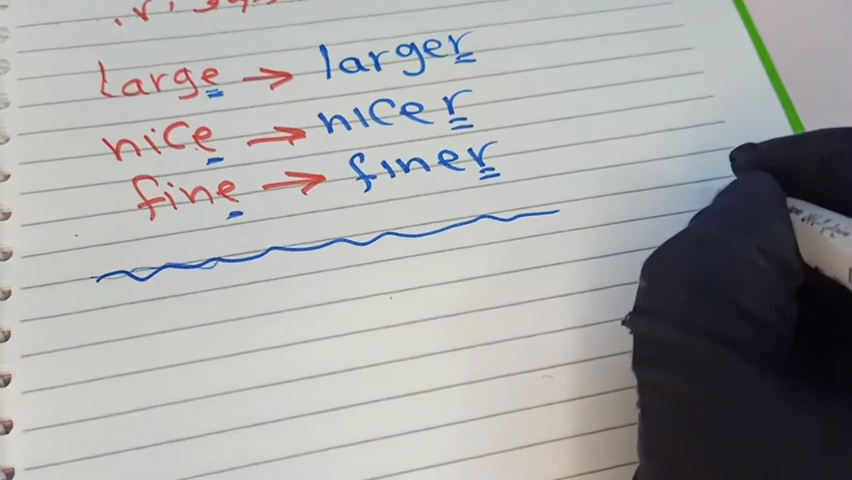 large → larger
nice → nicer
fine → finer